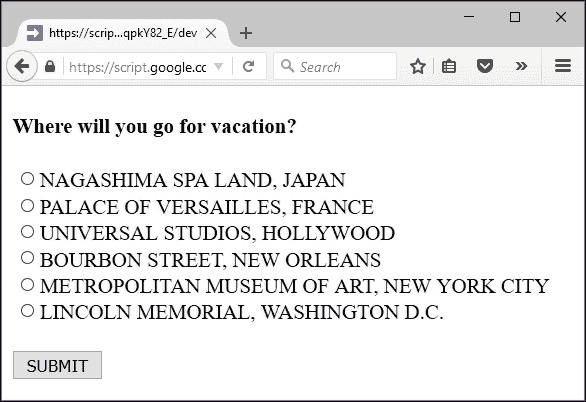 https://scrip...qpkY82_E/dev
https://script.google.cc
Search
Where will you go for vacation?
NAGASHIMA SPA LAND, JAPAN
PALACE OF VERSAILLES, FRANCE
UNIVERSAL STUDIOS, HOLLYWOOD
BOURBON STREET, NEW ORLEANS
METROPOLITAN MUSEUM OF ART, NEW YORK CITY
LINCOLN MEMORIAL, WASHINGTON D.C.
SUBMIT